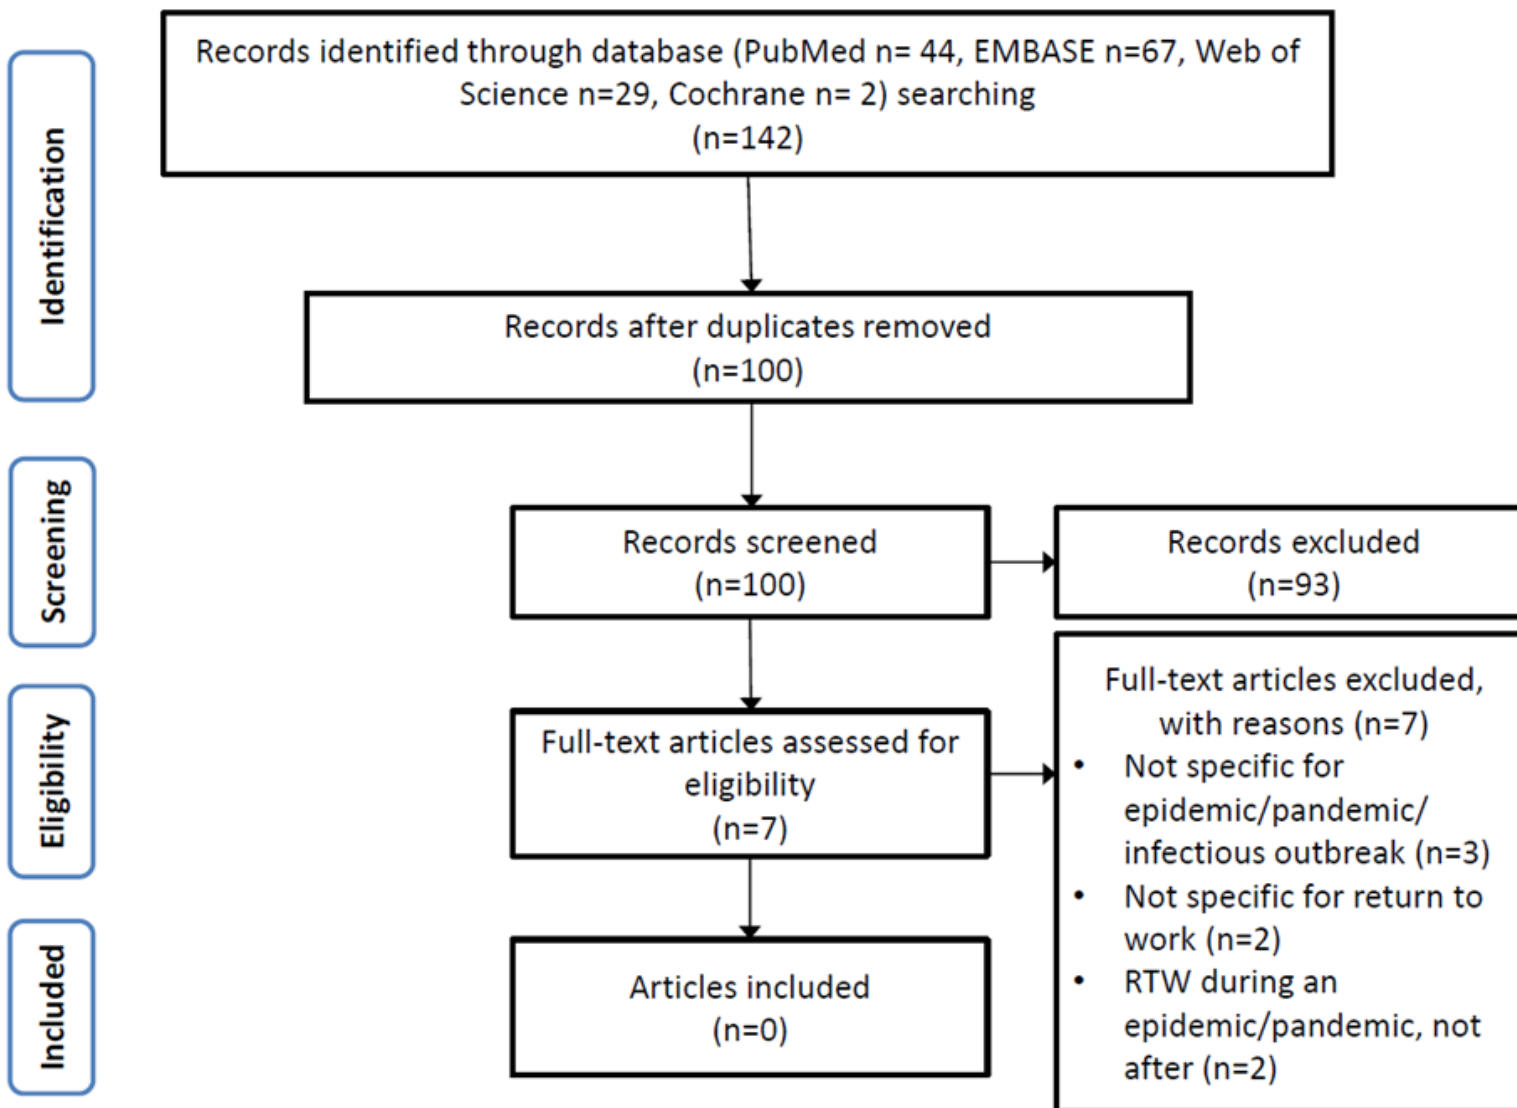 Identification
Records identified through database (PubMed n= 44, EMBASE n=67, Web of
Science n=29, Cochrane n= 2) searching
(n=142)
Records after duplicates removed
(n=100)
Screening
Records screened
(n=100)
Records excluded
(n=93)
Eligibility
Full-text articles assessed for
eligibility
(n=7)
Full-text articles excluded,
with reasons (n=7)
• Not specific for
epidemic/pandemic/
infectious outbreak (n=3)
• Not specific for return to
work (n=2)
• RTW during an
epidemic/pandemic, not
after (n=2)
Included
Articles included
(n=0)